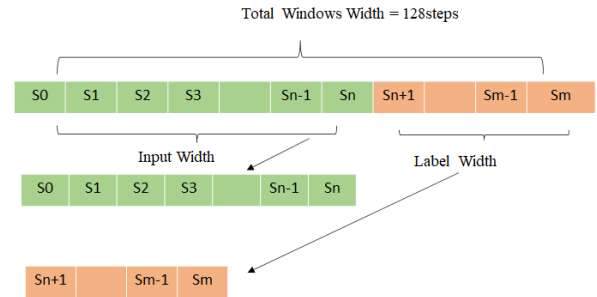 Total Windows Width = 128steps
S0 S1 S2 S3 Sn-1 Sn Sn+1 Sm-1 Sm
Input Width
Label Width
S0 S1 S2 S3 Sn-1 Sn
Sn+1 Sm-1 Sm